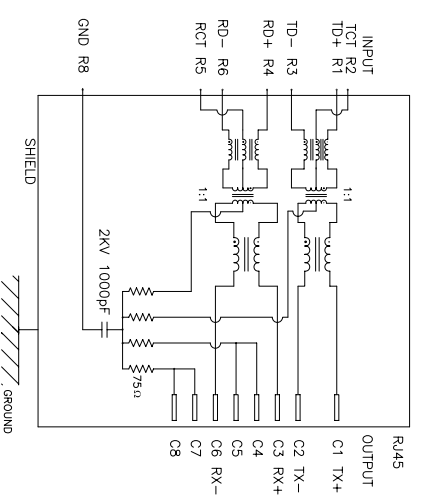 INPUT
TCT R2
TD+ R1
TD- R3
RD+ R4
RD- R6
RCT R5
GND R8
1:1
1:1
SHIELD
2KV 1000pF
75Ω
GROUND
RJ45
OUTPUT
C1 TX+
C2 TX-
C3 RX+
C4
C5
C6 RX-
C7
C8